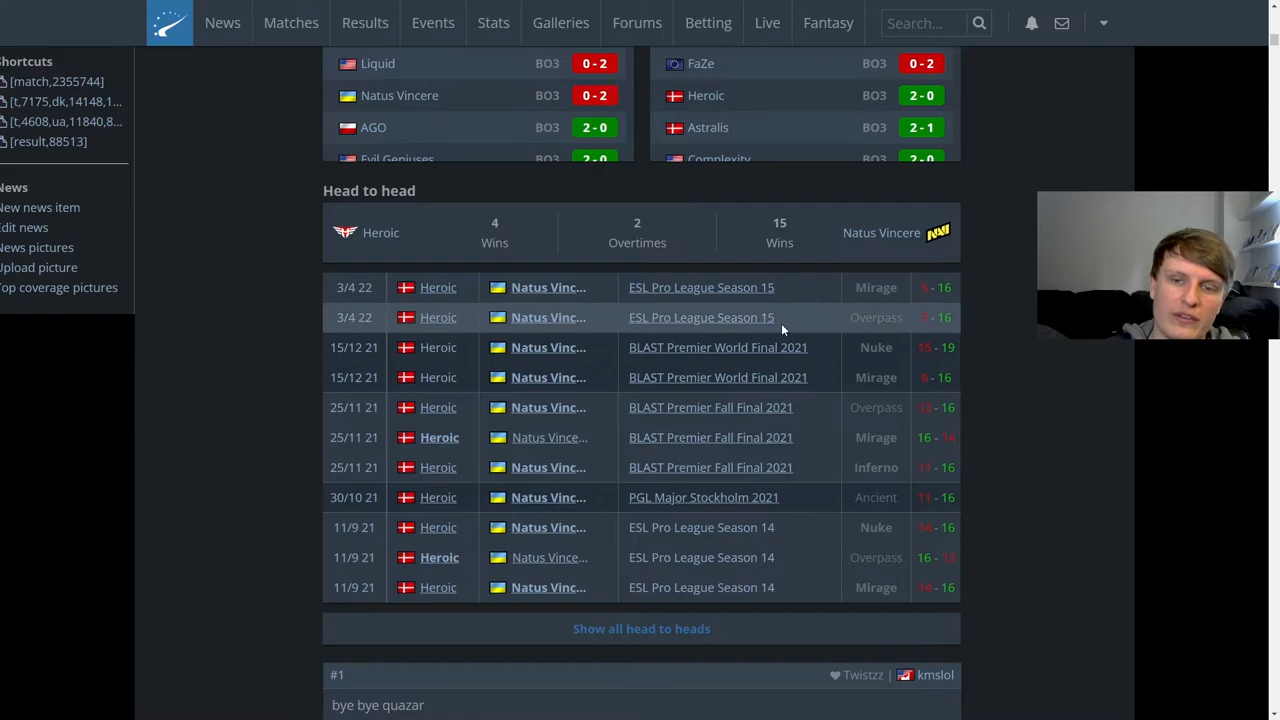 News Matches Results Events Stats Galleries Forums Betting Live Fantasy Search...
Shortcuts
[match,2355744]
[t,7175,dk,14148,1...
[t,4608,ua,11840,8...
[result,88513]
News
New news item
Edit news
News pictures
Upload picture
Top coverage pictures
Liquid BO3 0 - 2
Natus Vincere BO3 0 - 2
AGO BO3 2 - 0
Evil Geniuses BO3 2 - 0
FaZe BO3 0 - 2
Heroic BO3 2 - 0
Astralis BO3 2 - 1
Complexity BO3 2 - 0
Head to head
Heroic 4 Wins 2 Overtimes 15 Wins Natus Vincere
3/4 22 Heroic Natus Vinc... ESL Pro League Season 15 Mirage 5 - 16
3/4 22 Heroic Natus Vinc... ESL Pro League Season 15 Overpass 7 - 16
15/12 21 Heroic Natus Vinc... BLAST Premier World Final 2021 Nuke 15 - 19
15/12 21 Heroic Natus Vinc... BLAST Premier World Final 2021 Mirage 6 - 16
25/11 21 Heroic Natus Vinc... BLAST Premier Fall Final 2021 Overpass 12 - 16
25/11 21 Heroic Natus Vince... BLAST Premier Fall Final 2021 Mirage 16 - 14
25/11 21 Heroic Natus Vinc... BLAST Premier Fall Final 2021 Inferno 11 - 16
30/10 21 Heroic Natus Vinc... PGL Major Stockholm 2021 Ancient 11 - 16
11/9 21 Heroic Natus Vinc... ESL Pro League Season 14 Nuke 14 - 16
11/9 21 Heroic Natus Vince... ESL Pro League Season 14 Overpass 16 - 13
11/9 21 Heroic Natus Vinc... ESL Pro League Season 14 Mirage 14 - 16
Show all head to heads
#1 Twistzz | kmslol
bye bye quazar